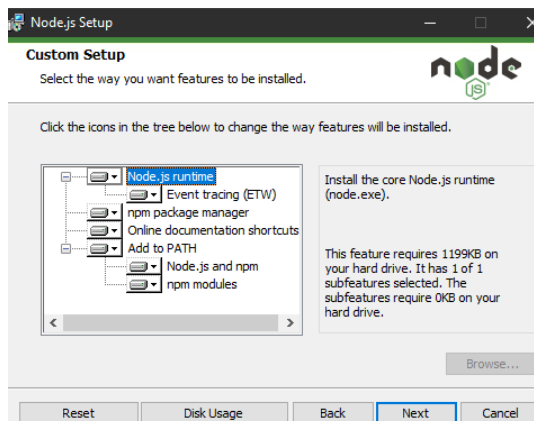 Node.js Setup
Custom Setup
Select the way you want features to be installed.
node
JS
Click the icons in the tree below to change the way features will be installed.
Node.js runtime
Event tracing (ETW)
npm package manager
Online documentation shortcuts
Add to PATH
Node.js and npm
npm modules
Install the core Node.js runtime
(node.exe).
This feature requires 1199KB on
your hard drive. It has 1 of 1
subfeatures selected. The
subfeatures require 0KB on your
hard drive.
Browse...
Reset
Disk Usage
Back
Next
Cancel